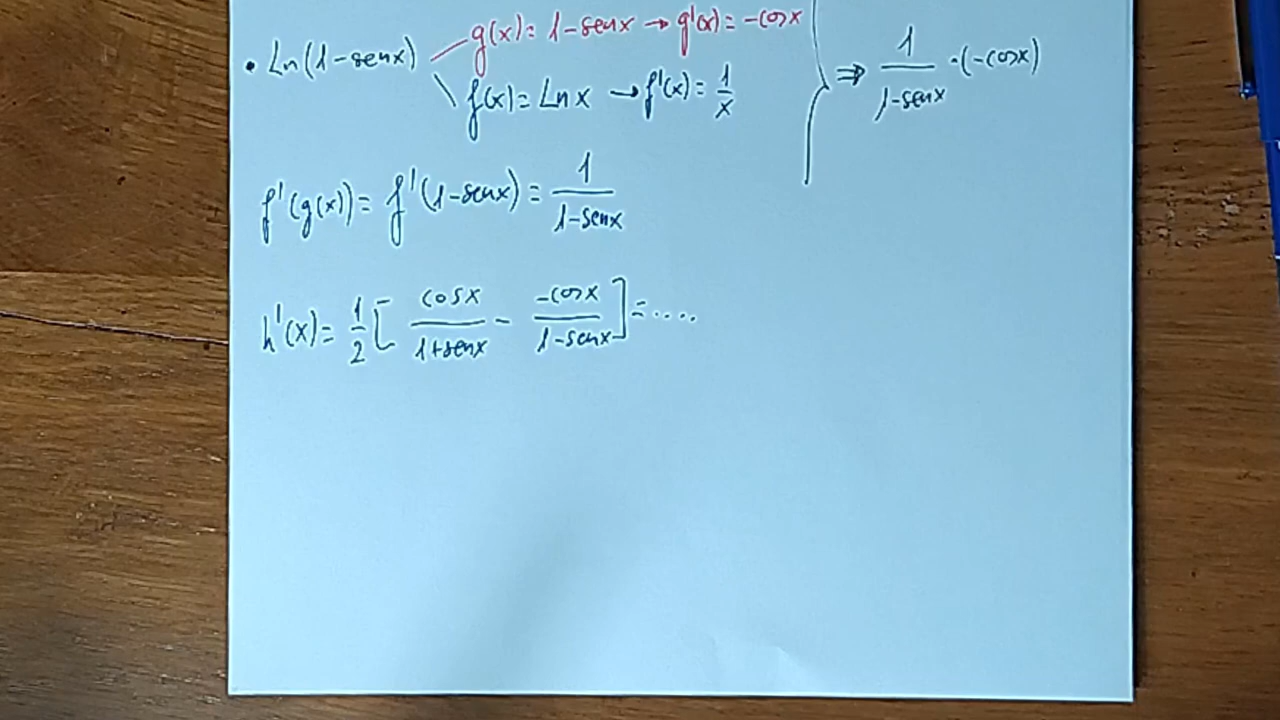 g(x) = 1-senx → g'(x) = -cosx
• Ln(1-senx)
f(x) = Ln x → f'(x) = 1/x
⇒ 1/(1-senx) ·(-cosx)
f'(g(x)) = f'(1-senx) = 1/(1-senx)
h'(x) = 1/2 [ cosx/(1+senx) - -cosx/(1-senx) ] = ....